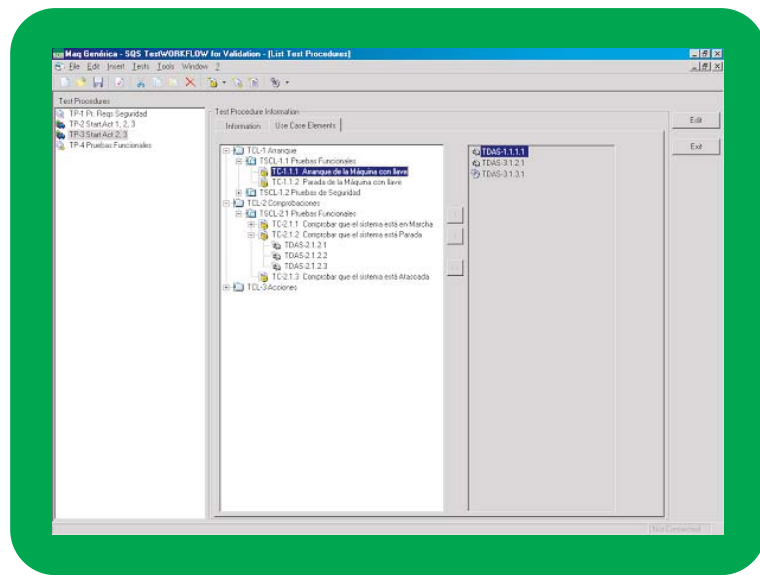 Maq Genérica - SQS TestWORKFLOW for Validation - [List Test Procedures]
File Edit Insert Tests Tools Window ?
Test Procedures
TP-1 Pr. Reqs Seguridad
TP-2 Start Act 1, 2, 3
TP-3 Start Act 2, 3
TP-4 Pruebas Funcionales
Test Procedure Information
Information Use Case Elements
TCL-1 Arranque
TSCL-1.1 Pruebas Funcionales
TC-1.1.1 Arranque de la Máquina con llave
TC-1.1.2 Parada de la Máquina con llave
TSCL-1.2 Pruebas de Seguridad
TCL-2 Comprobaciones
TSCL-2.1 Pruebas Funcionales
TC-2.1.1 Comprobar que el sistema está en Marcha
TC-2.1.2 Comprobar que el sistema está Parada
TDAS-2.1.2.1
TDAS-2.1.2.2
TDAS-2.1.2.3
TC-2.1.3 Comprobar que el sistema está Atascada
TCL-3 Acciones
TDAS-1.1.1.1
TDAS-3.1.2.1
TDAS-3.1.3.1
Edit
Exit
Not Connected